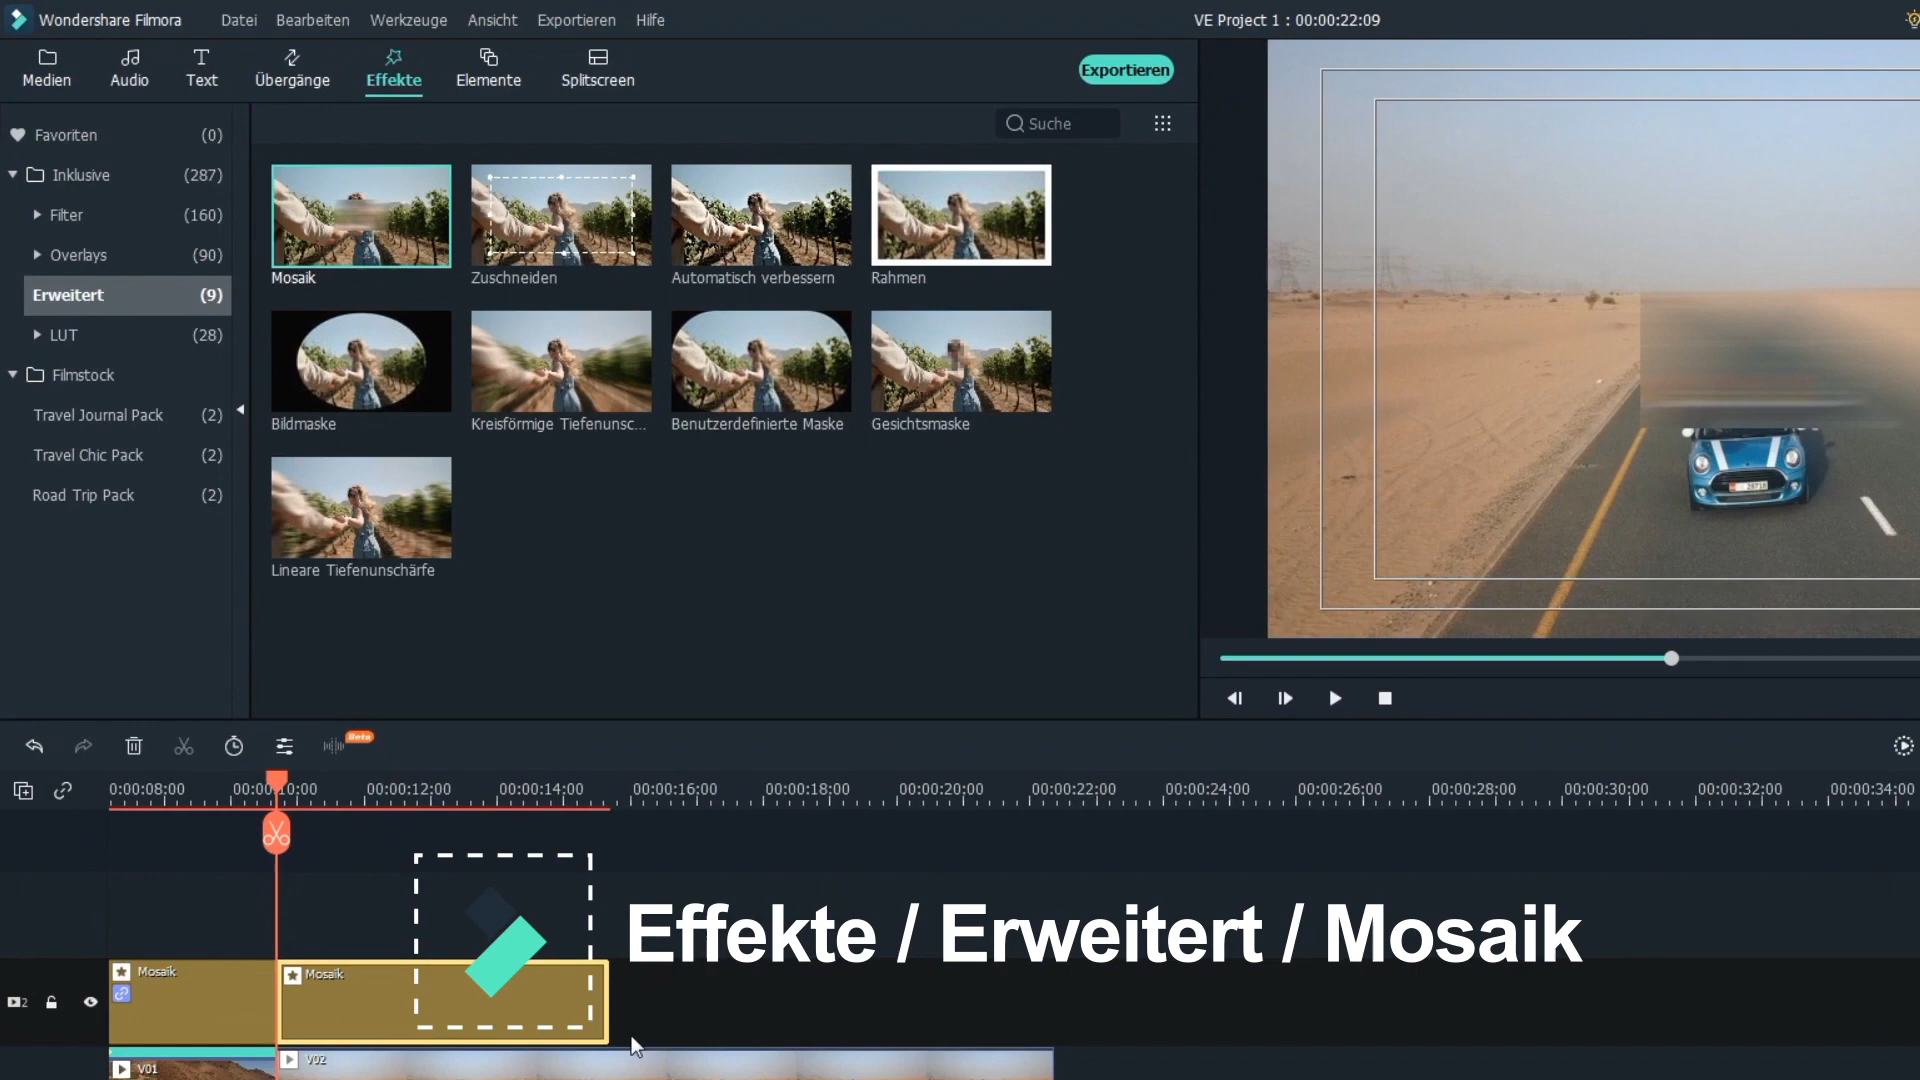 Wondershare Filmora
Datei
Bearbeiten
Werkzeuge
Ansicht
Exportieren
Hilfe
VE Project 1 : 00:00:22:09
Medien
Audio
Text
Übergänge
Effekte
Elemente
Splitscreen
Exportieren
Suche
Favoriten (0)
Inklusive (287)
Filter (160)
Overlays (90)
Erweitert (9)
LUT (28)
Filmstock
Travel Journal Pack (2)
Travel Chic Pack (2)
Road Trip Pack (2)
Mosaik
Zuschneiden
Automatisch verbessern
Rahmen
Bildmaske
Kreisförmige Tiefenunsc...
Benutzerdefinierte Maske
Gesichtsmaske
Lineare Tiefenunschärfe
Beta
0:00:08:00
00:00:12:00
00:00:14:00
00:00:16:00
00:00:18:00
00:00:20:00
00:00:22:00
00:00:24:00
00:00:26:00
00:00:28:00
00:00:30:00
00:00:32:00
00:00:34:00
Effekte / Erweitert / Mosaik
Mosaik
Mosaik
2
V01
V02